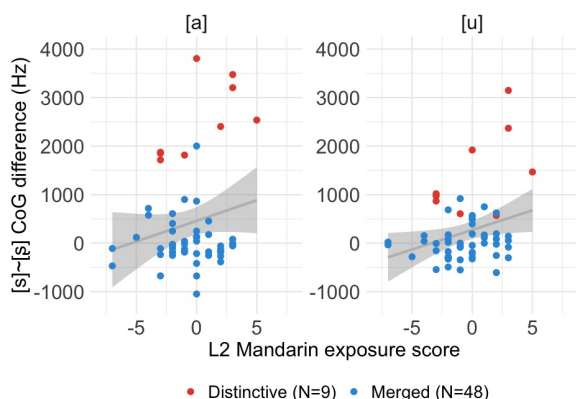 [a] [u]
4000 4000
3000 3000
2000 2000
1000 1000
0 0
-1000 -1000
-5 0 5 -5 0 5
[s]~[ʂ] CoG difference (Hz)
L2 Mandarin exposure score
Distinctive (N=9) Merged (N=48)